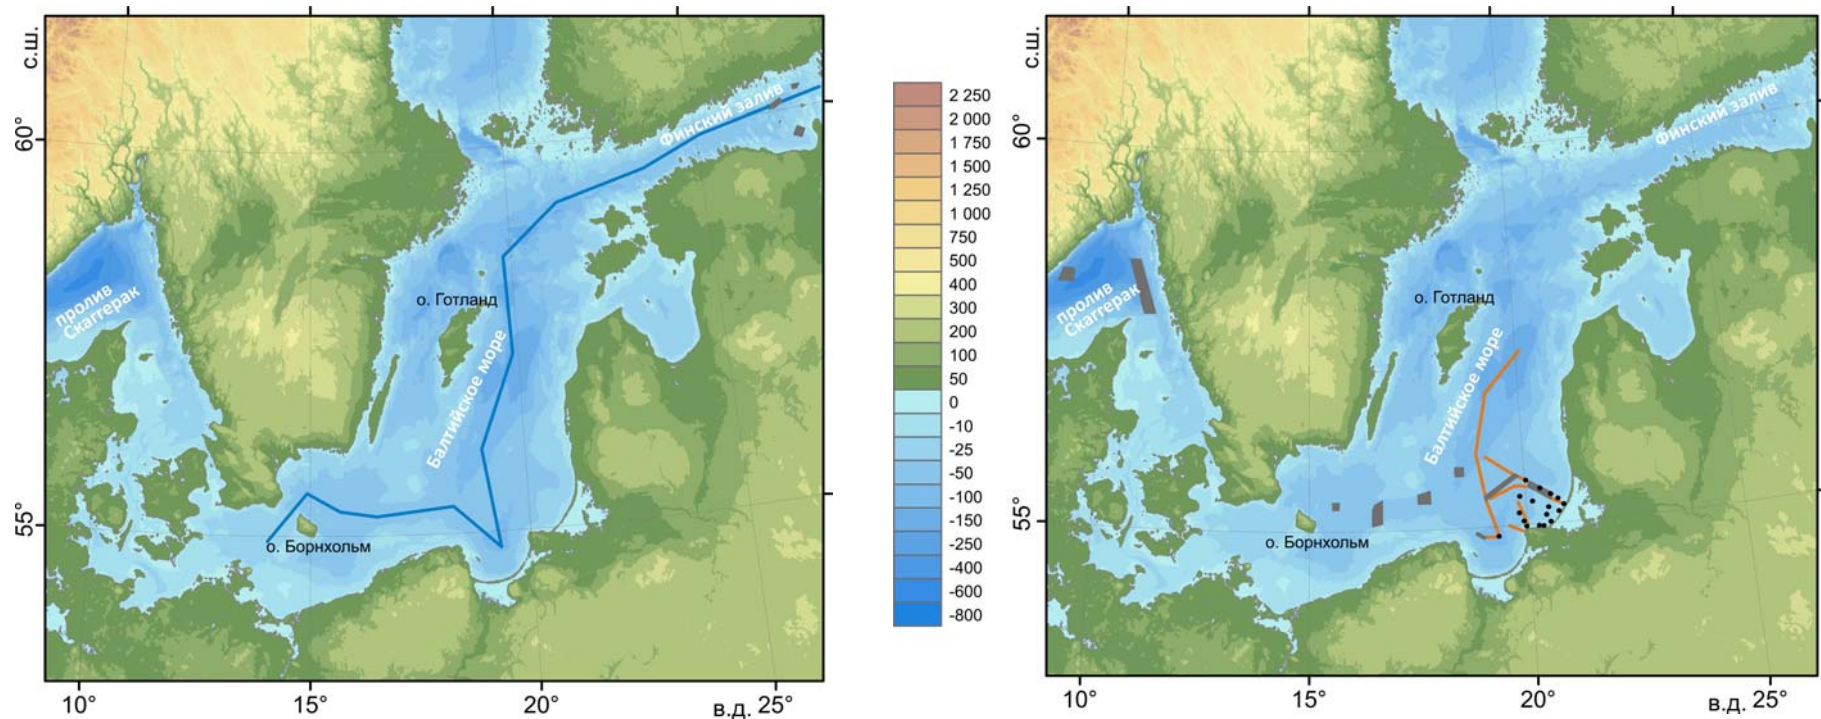 с.ш.
60°
55°
Финский залив
пролив
Скаггерак
о. Готланд
Балтийское море
о. Борнхольм
10°
15°
20°
в.д.
25°
2 250
2 000
1 750
1 500
1 250
1 000
750
500
400
300
200
100
50
0
-10
-25
-50
-100
-150
-250
-400
-600
-800
с.ш.
60°
55°
Финский залив
пролив
Скаггерак
о. Готланд
Балтийское море
о. Борнхольм
10°
15°
20°
в.д.
25°